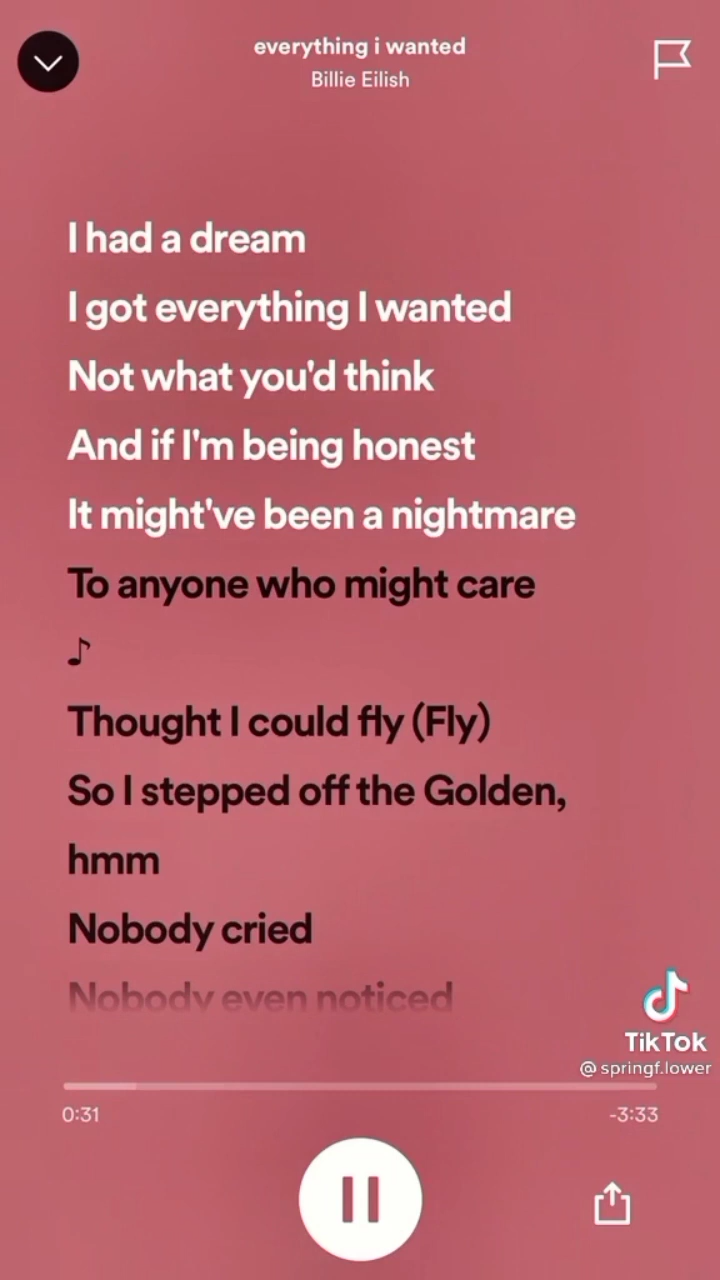 everything i wanted
Billie Eilish
I had a dream
I got everything I wanted
Not what you'd think
And if I'm being honest
It might've been a nightmare
To anyone who might care
♪
Thought I could fly (Fly)
So I stepped off the Golden,
hmm
Nobody cried
Nobody even noticed
TikTok
@springf.lower
0:31
-3:33